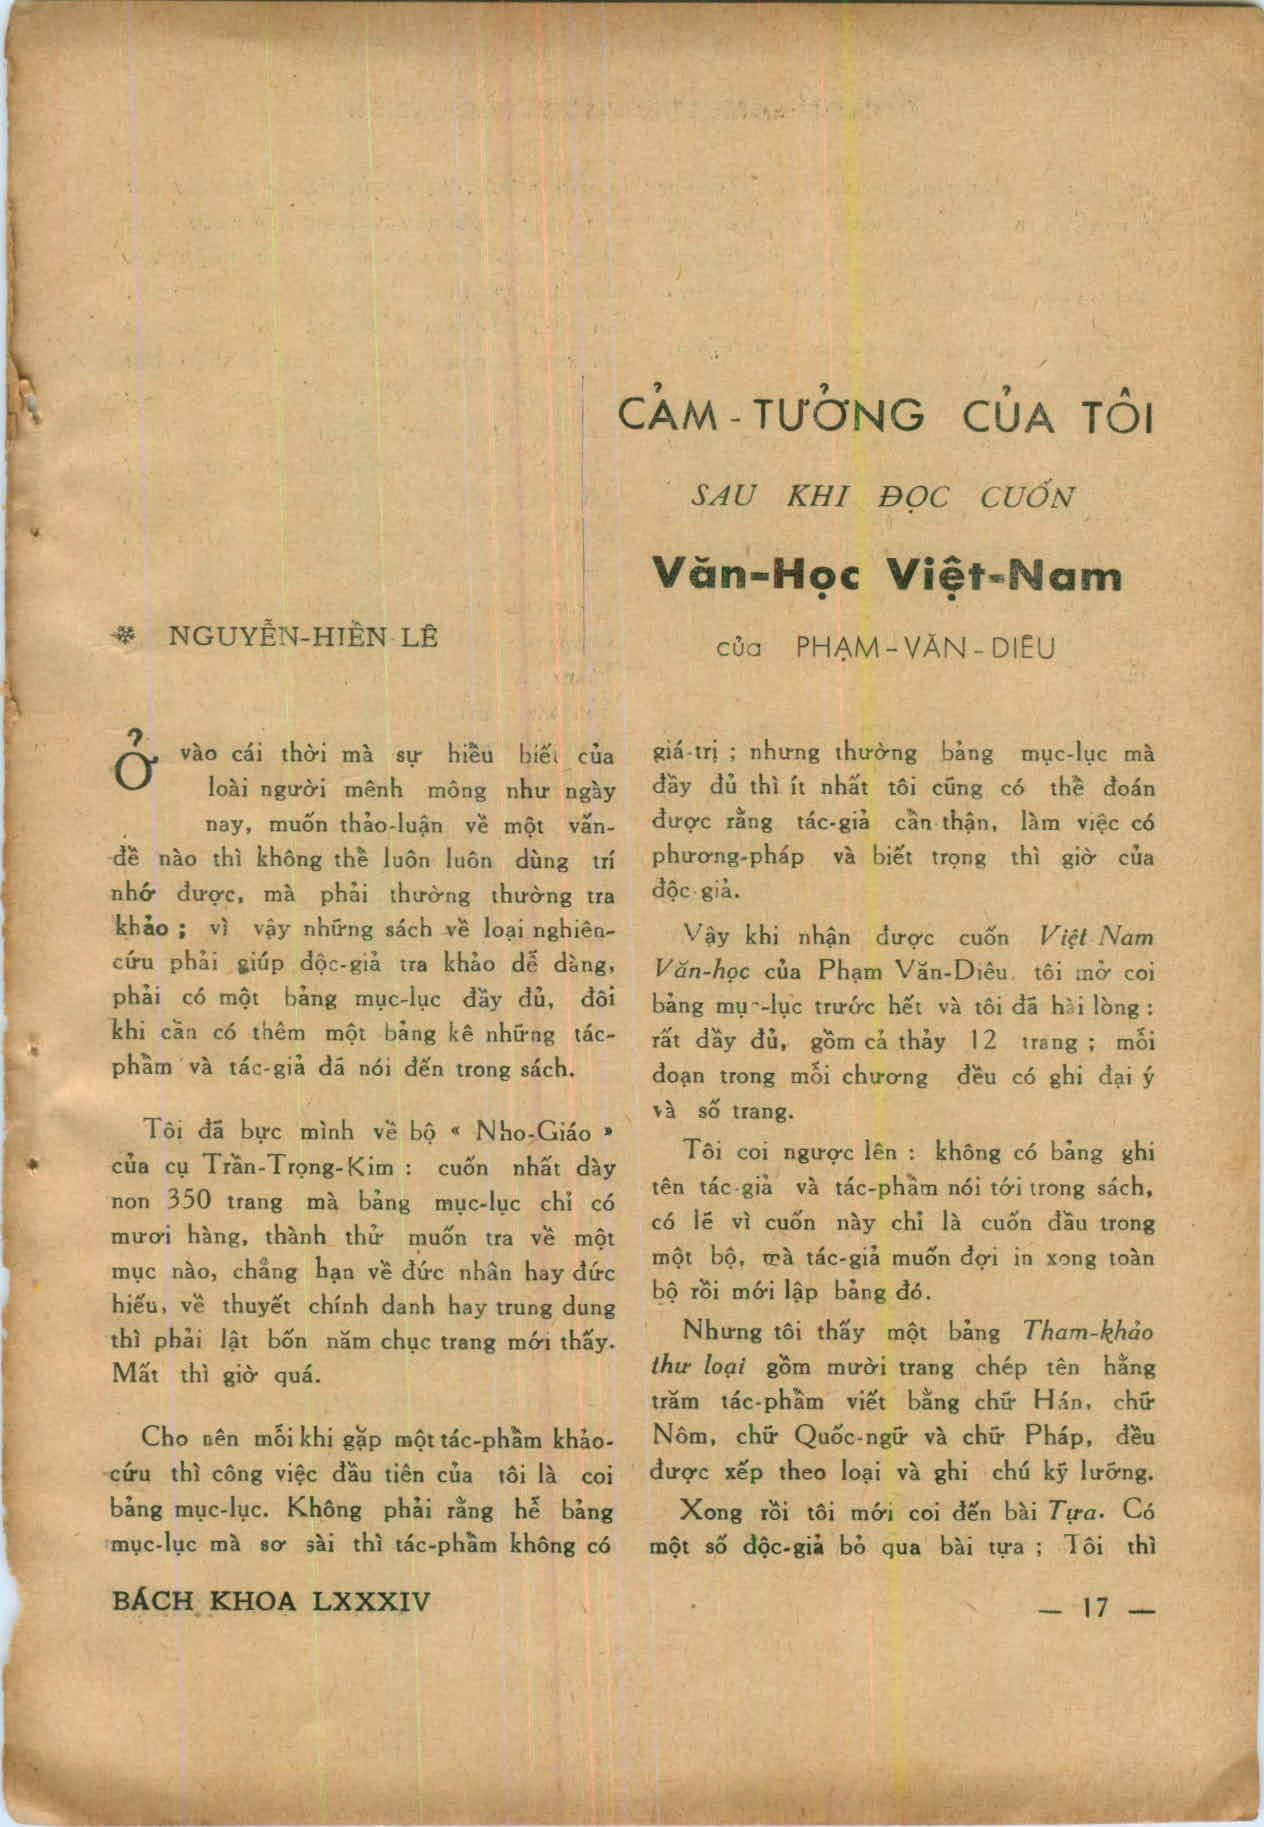 CẢM-TƯỞNG CỦA TÔI
SAU KHI ĐỌC CUỐN
Văn-Học Việt-Nam
của PHẠM-VĂN-DIÊU
❉ NGUYỄN-HIẾN-LÊ
Ở vào cái thời mà sự hiểu biết của
loài người mênh mông như ngày
nay, muốn thảo-luận về một vấn-
đề nào thì không thể luôn luôn dùng trí
nhớ được, mà phải thường thường tra
khảo ; vì vậy những sách về loại nghiên-
cứu phải giúp độc-giả tra khảo dễ dàng,
phải có một bảng mục-lục đầy đủ, đôi
khi cần có thêm một bảng kê những tác-
phẩm và tác-giả đã nói đến trong sách.
Tôi đã bực mình về bộ « Nho-Giáo »
của cụ Trần-Trọng-Kim : cuốn nhất dày
non 350 trang mà bảng mục-lục chỉ có
mươi hàng, thành thử muốn tra về một
mục nào, chẳng hạn về đức nhân hay đức
hiếu, về thuyết chính danh hay trung dung
thì phải lật bốn năm chục trang mới thấy.
Mất thì giờ quá.
Cho nên mỗi khi gặp một tác-phẩm khảo-
cứu thì công việc đầu tiên của tôi là coi
bảng mục-lục. Không phải rằng hễ bảng
mục-lục mà sơ sài thì tác-phẩm không có
giá-trị ; nhưng thường bảng mục-lục mà
đầy đủ thì ít nhất tôi cũng có thể đoán
được rằng tác-giả cẩn-thận, làm việc có
phương-pháp và biết trọng thì giờ của
độc-giả.
Vậy khi nhận được cuốn Việt Nam
Văn-học của Phạm Văn-Diêu, tôi mở coi
bảng mục-lục trước hết và tôi đã hài lòng :
rất đầy đủ, gồm cả thảy 12 trang ; mỗi
đoạn trong mỗi chương đều có ghi đại ý
và số trang.
Tôi coi ngược lên : không có bảng ghi
tên tác-giả và tác-phẩm nói tới trong sách,
có lẽ vì cuốn này chỉ là cuốn đầu trong
một bộ, mà tác-giả muốn đợi in xong toàn
bộ rồi mới lập bảng đó.
Nhưng tôi thấy một bảng Tham-khảo
thư loại gồm mười trang chép tên hằng
trăm tác-phẩm viết bằng chữ Hán, chữ
Nôm, chữ Quốc-ngữ và chữ Pháp, đều
được xếp theo loại và ghi chú kỹ lưỡng.
Xong rồi tôi mới coi đến bài Tựa. Có
một số độc-giả bỏ qua bài tựa ; Tôi thì
BÁCH KHOA LXXXIV
— 17 —